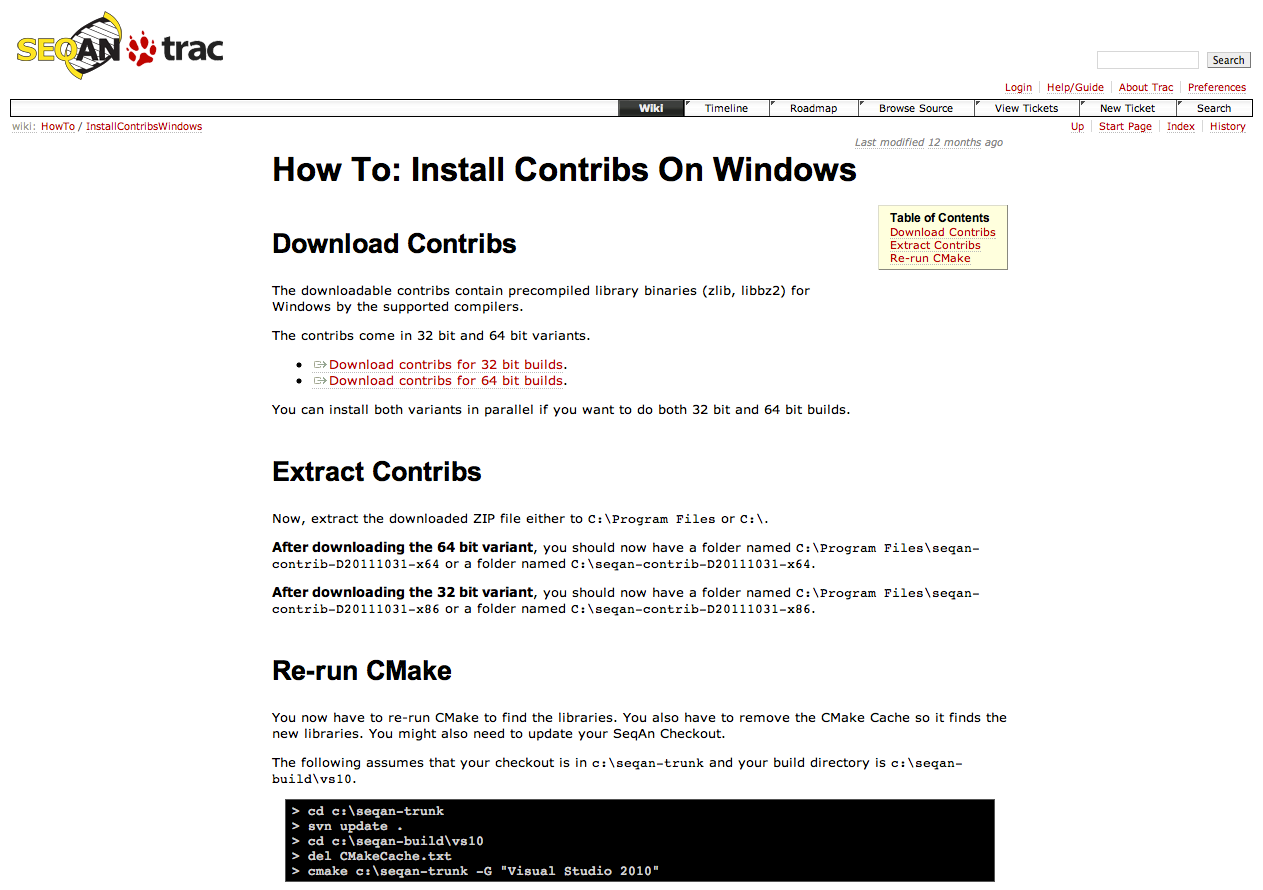 SEQAN trac
Search
Login Help/Guide About Trac Preferences
Wiki Timeline Roadmap Browse Source View Tickets New Ticket Search
wiki: HowTo / InstallContribsWindows
Up Start Page Index History
Last modified 12 months ago
How To: Install Contribs On Windows
Table of Contents
Download Contribs
Extract Contribs
Re-run CMake
Download Contribs
The downloadable contribs contain precompiled library binaries (zlib, libbz2) for
Windows by the supported compilers.
The contribs come in 32 bit and 64 bit variants.
• Download contribs for 32 bit builds.
• Download contribs for 64 bit builds.
You can install both variants in parallel if you want to do both 32 bit and 64 bit builds.
Extract Contribs
Now, extract the downloaded ZIP file either to C:\Program Files or C:\.
After downloading the 64 bit variant, you should now have a folder named C:\Program Files\seqan-
contrib-D20111031-x64 or a folder named C:\seqan-contrib-D20111031-x64.
After downloading the 32 bit variant, you should now have a folder named C:\Program Files\seqan-
contrib-D20111031-x86 or a folder named C:\seqan-contrib-D20111031-x86.
Re-run CMake
You now have to re-run CMake to find the libraries. You also have to remove the CMake Cache so it finds the
new libraries. You might also need to update your SeqAn Checkout.
The following assumes that your checkout is in c:\seqan-trunk and your build directory is c:\seqan-
build\vs10.
> cd c:\seqan-trunk
> svn update .
> cd c:\seqan-build\vs10
> del CMakeCache.txt
> cmake c:\seqan-trunk -G "Visual Studio 2010"